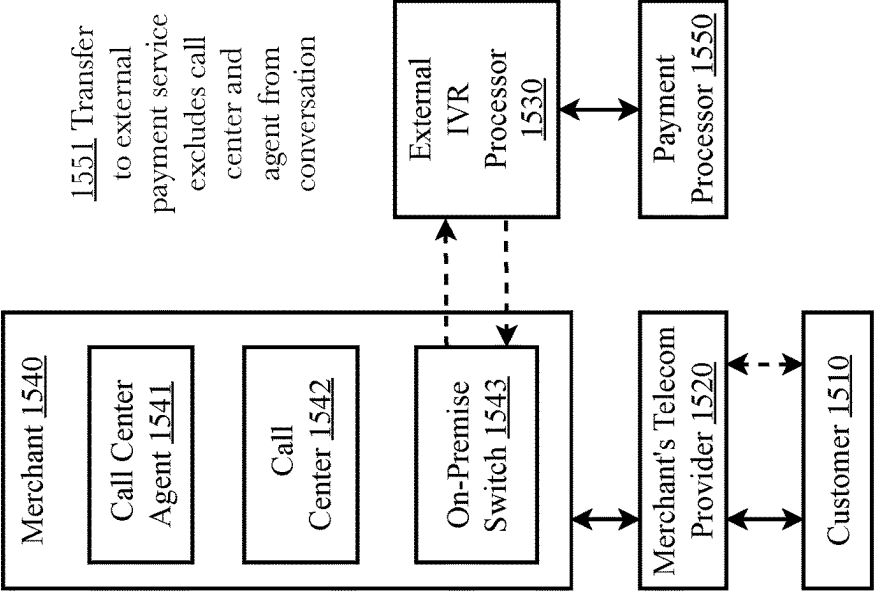 Merchant 1540
Call Center
Agent 1541
Call
Center 1542
On-Premise
Switch 1543
Merchant's Telecom
Provider 1520
Customer 1510
1551 Transfer
to external
payment service
excludes call
center and
agent from
conversation
External
IVR
Processor
1530
Payment
Processor 1550